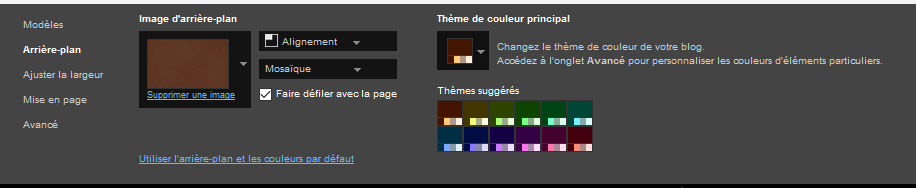 Modèles
Arrière-plan
Ajuster la largeur
Mise en page
Avancé
Image d'arrière-plan
Supprimer une image
Alignement
Mosaïque
Faire défiler avec la page
Utiliser l'arrière-plan et les couleurs par défaut
Thème de couleur principal
Changez le thème de couleur de votre blog.
Accédez à l'onglet Avancé pour personnaliser les couleurs d'éléments particuliers.
Thèmes suggérés